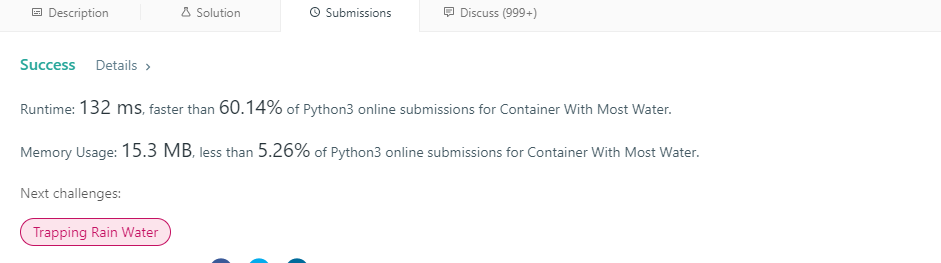 Description Solution Submissions Discuss (999+)
Success Details >
Runtime: 132 ms, faster than 60.14% of Python3 online submissions for Container With Most Water.
Memory Usage: 15.3 MB, less than 5.26% of Python3 online submissions for Container With Most Water.
Next challenges:
Trapping Rain Water